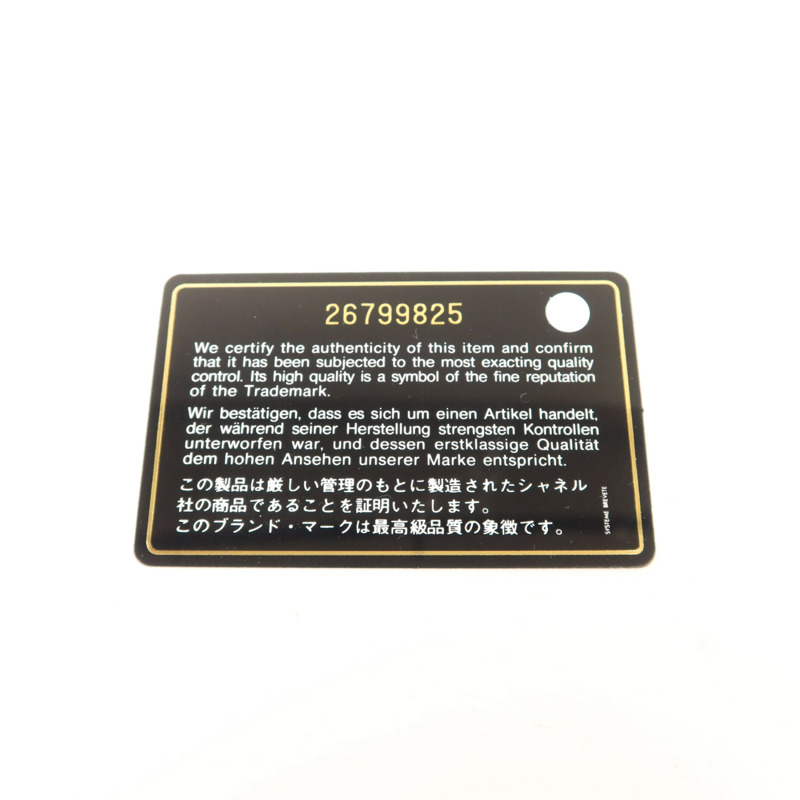 26799825
We certify the authenticity of this item and confirm
that it has been subjected to the most exacting quality
control. Its high quality is a symbol of the fine reputation
of the Trademark.
Wir bestätigen, dass es sich um einen Artikel handelt,
der während seiner Herstellung strengsten Kontrollen
unterworfen war, und dessen erstklassige Qualität
dem hohen Ansehen unserer Marke entspricht.
この製品は厳しい管理のもとに製造されたシャネル
社の商品であることを証明いたします。
このブランド・マークは最高級品質の象徴です。
SYSTEME BREVETE